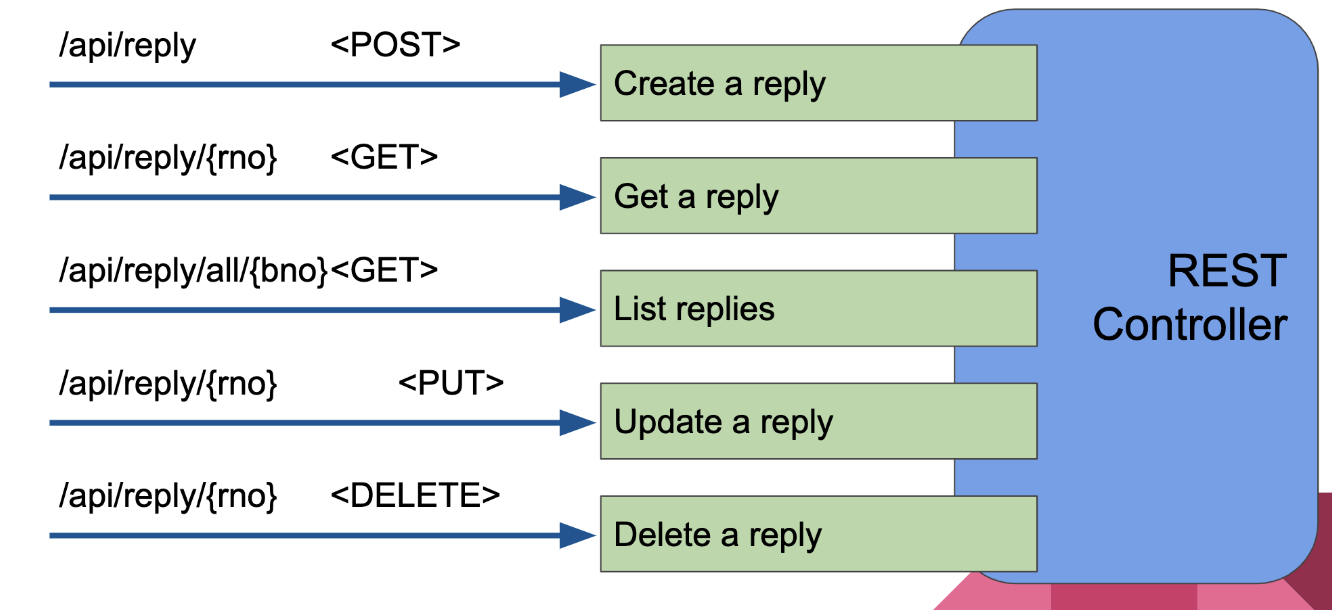 /api/reply <POST>
Create a reply
/api/reply/{rno} <GET>
Get a reply
/api/reply/all/{bno}<GET>
List replies
REST
Controller
/api/reply/{rno} <PUT>
Update a reply
/api/reply/{rno} <DELETE>
Delete a reply